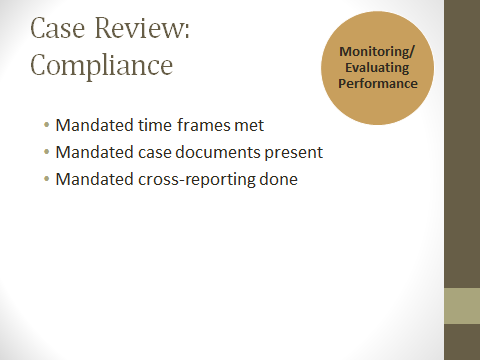 Case Review:
Compliance
Monitoring/
Evaluating
Performance
• Mandated time frames met
• Mandated case documents present
• Mandated cross-reporting done